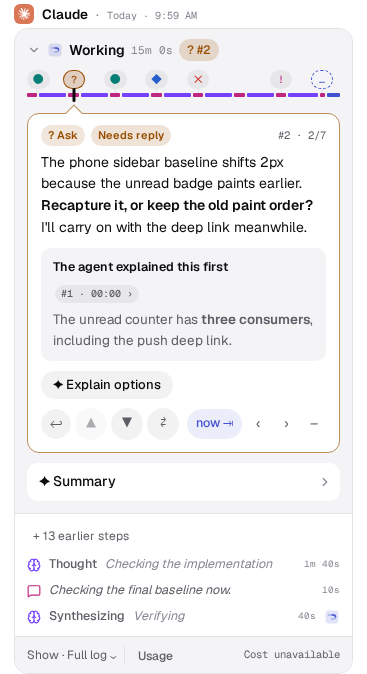 Claude · Today · 9:59 AM
Working 15m 0s ? #2
?
!
? Ask Needs reply #2 · 2/7
The phone sidebar baseline shifts 2px
because the unread badge paints earlier.
Recapture it, or keep the old paint order?
I'll carry on with the deep link meanwhile.
The agent explained this first
#1 · 00:00 ›
The unread counter has three consumers,
including the push deep link.
Explain options
now
Summary
+ 13 earlier steps
Thought Checking the implementation 1m 40s
Checking the final baseline now. 10s
Synthesizing Verifying 40s
Show · Full log Usage Cost unavailable